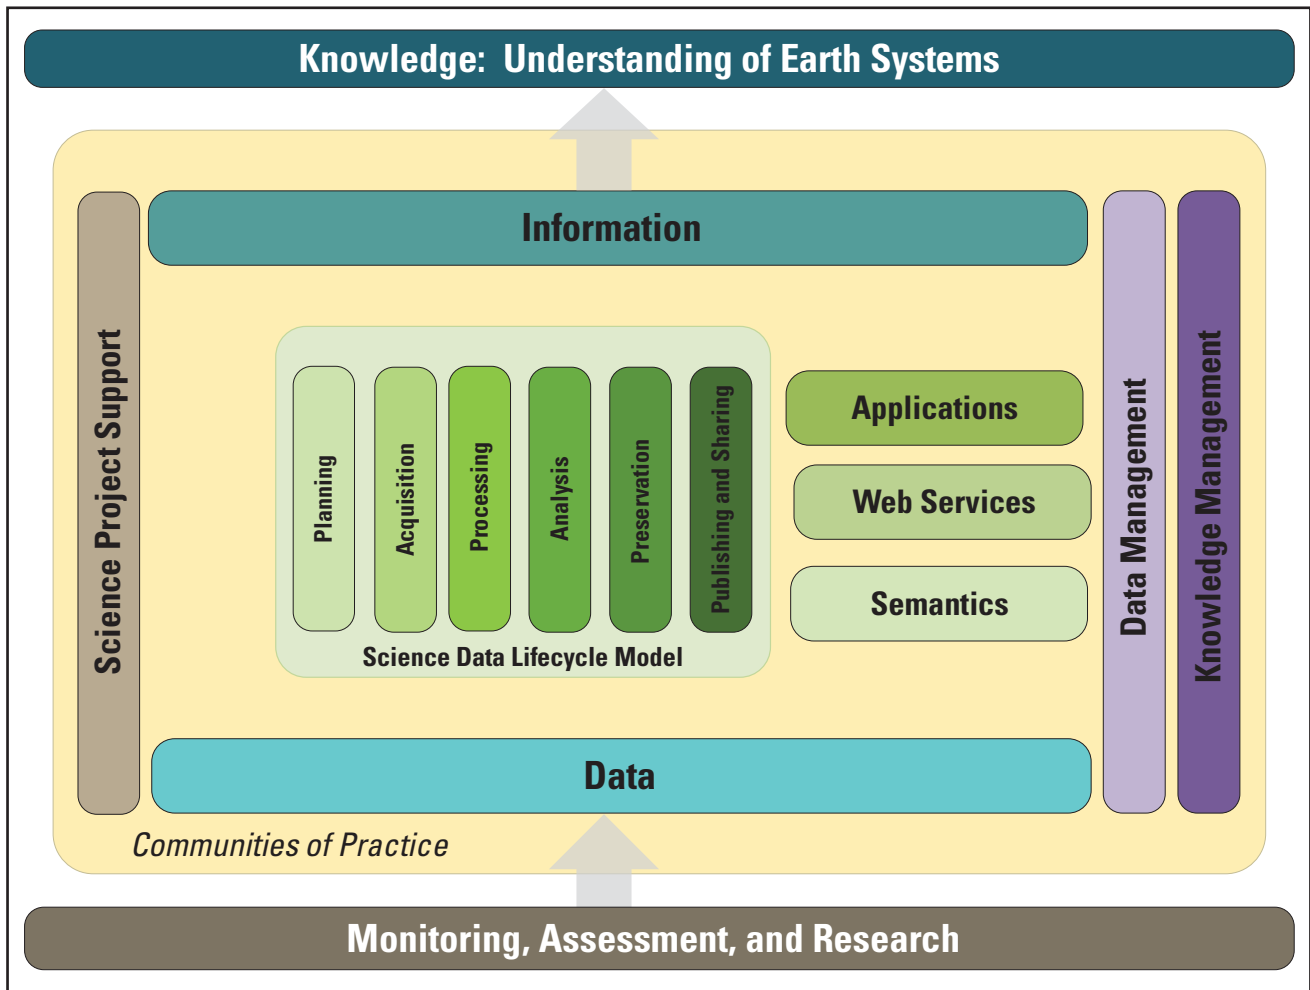 Knowledge: Understanding of Earth Systems
Science Project Support
Information
Planning
Acquisition
Processing
Analysis
Preservation
Publishing and Sharing
Science Data Lifecycle Model
Applications
Web Services
Semantics
Data Management
Knowledge Management
Data
Communities of Practice
Monitoring, Assessment, and Research